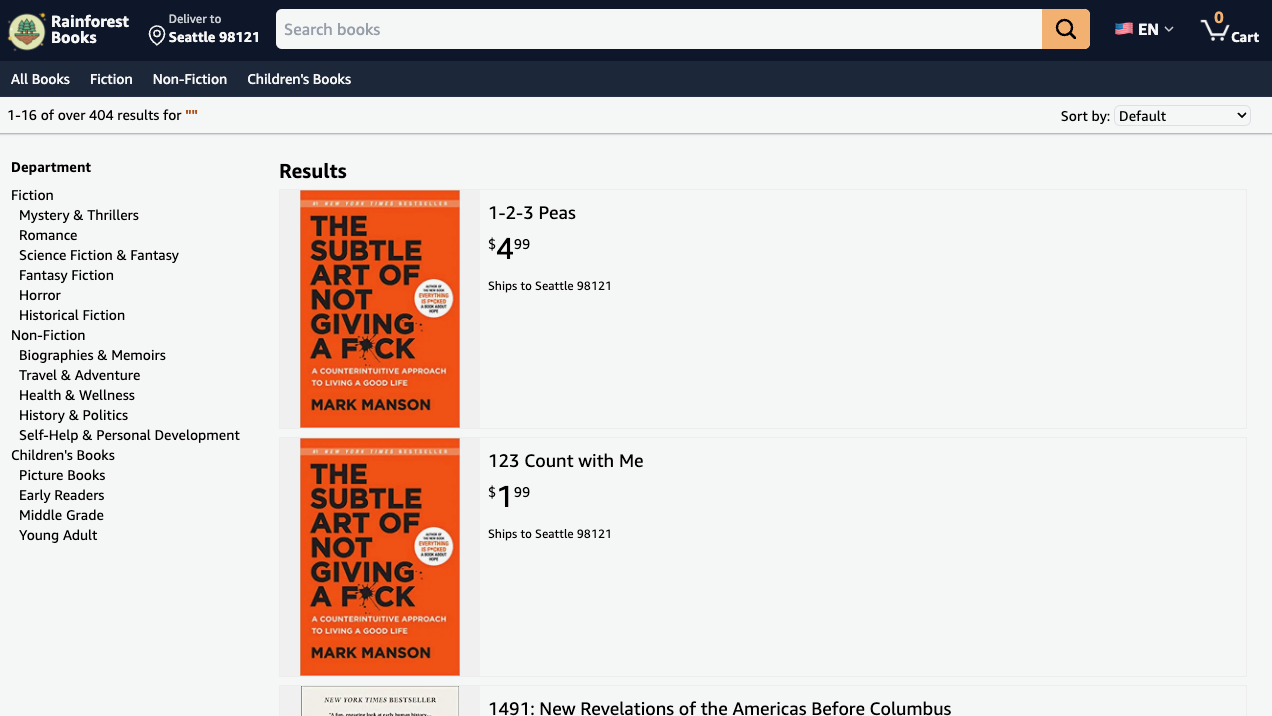 Rainforest
Books
Deliver to
Seattle 98121
Search books
EN
0
Cart
All Books
Fiction
Non-Fiction
Children's Books
1-16 of over 404 results for ""
Sort by:
Default
Department
Fiction
Mystery & Thrillers
Romance
Science Fiction & Fantasy
Fantasy Fiction
Horror
Historical Fiction
Non-Fiction
Biographies & Memoirs
Travel & Adventure
Health & Wellness
History & Politics
Self-Help & Personal Development
Children's Books
Picture Books
Early Readers
Middle Grade
Young Adult
Results
#1 NEW YORK TIMES BESTSELLER
THE
SUBTLE
ART OF
NOT
GIVING
A F*CK
AUTHOR OF
THE NEW BOOK
EVERYTHING
IS F*CKED
A BOOK ABOUT
HOPE
A COUNTERINTUITIVE APPROACH
TO LIVING A GOOD LIFE
MARK MANSON
1-2-3 Peas
$4 99
Ships to Seattle 98121
#1 NEW YORK TIMES BESTSELLER
THE
SUBTLE
ART OF
NOT
GIVING
A F*CK
AUTHOR OF
THE NEW BOOK
EVERYTHING
IS F*CKED
A BOOK ABOUT
HOPE
A COUNTERINTUITIVE APPROACH
TO LIVING A GOOD LIFE
MARK MANSON
123 Count with Me
$1 99
Ships to Seattle 98121
NEW YORK TIMES BESTSELLER
1491: New Revelations of the Americas Before Columbus